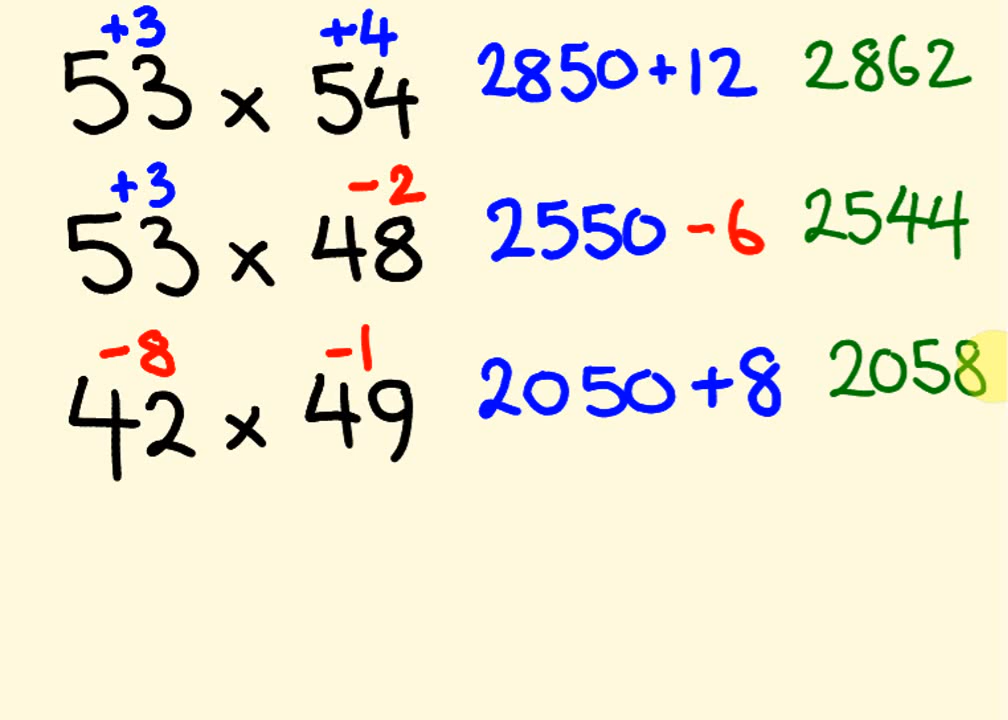 +3 +4
53 x 54 2850+12 2862
+3 -2
53 x 48 2550 -6 2544
-8 -1
42 x 49 2050 +8 2058